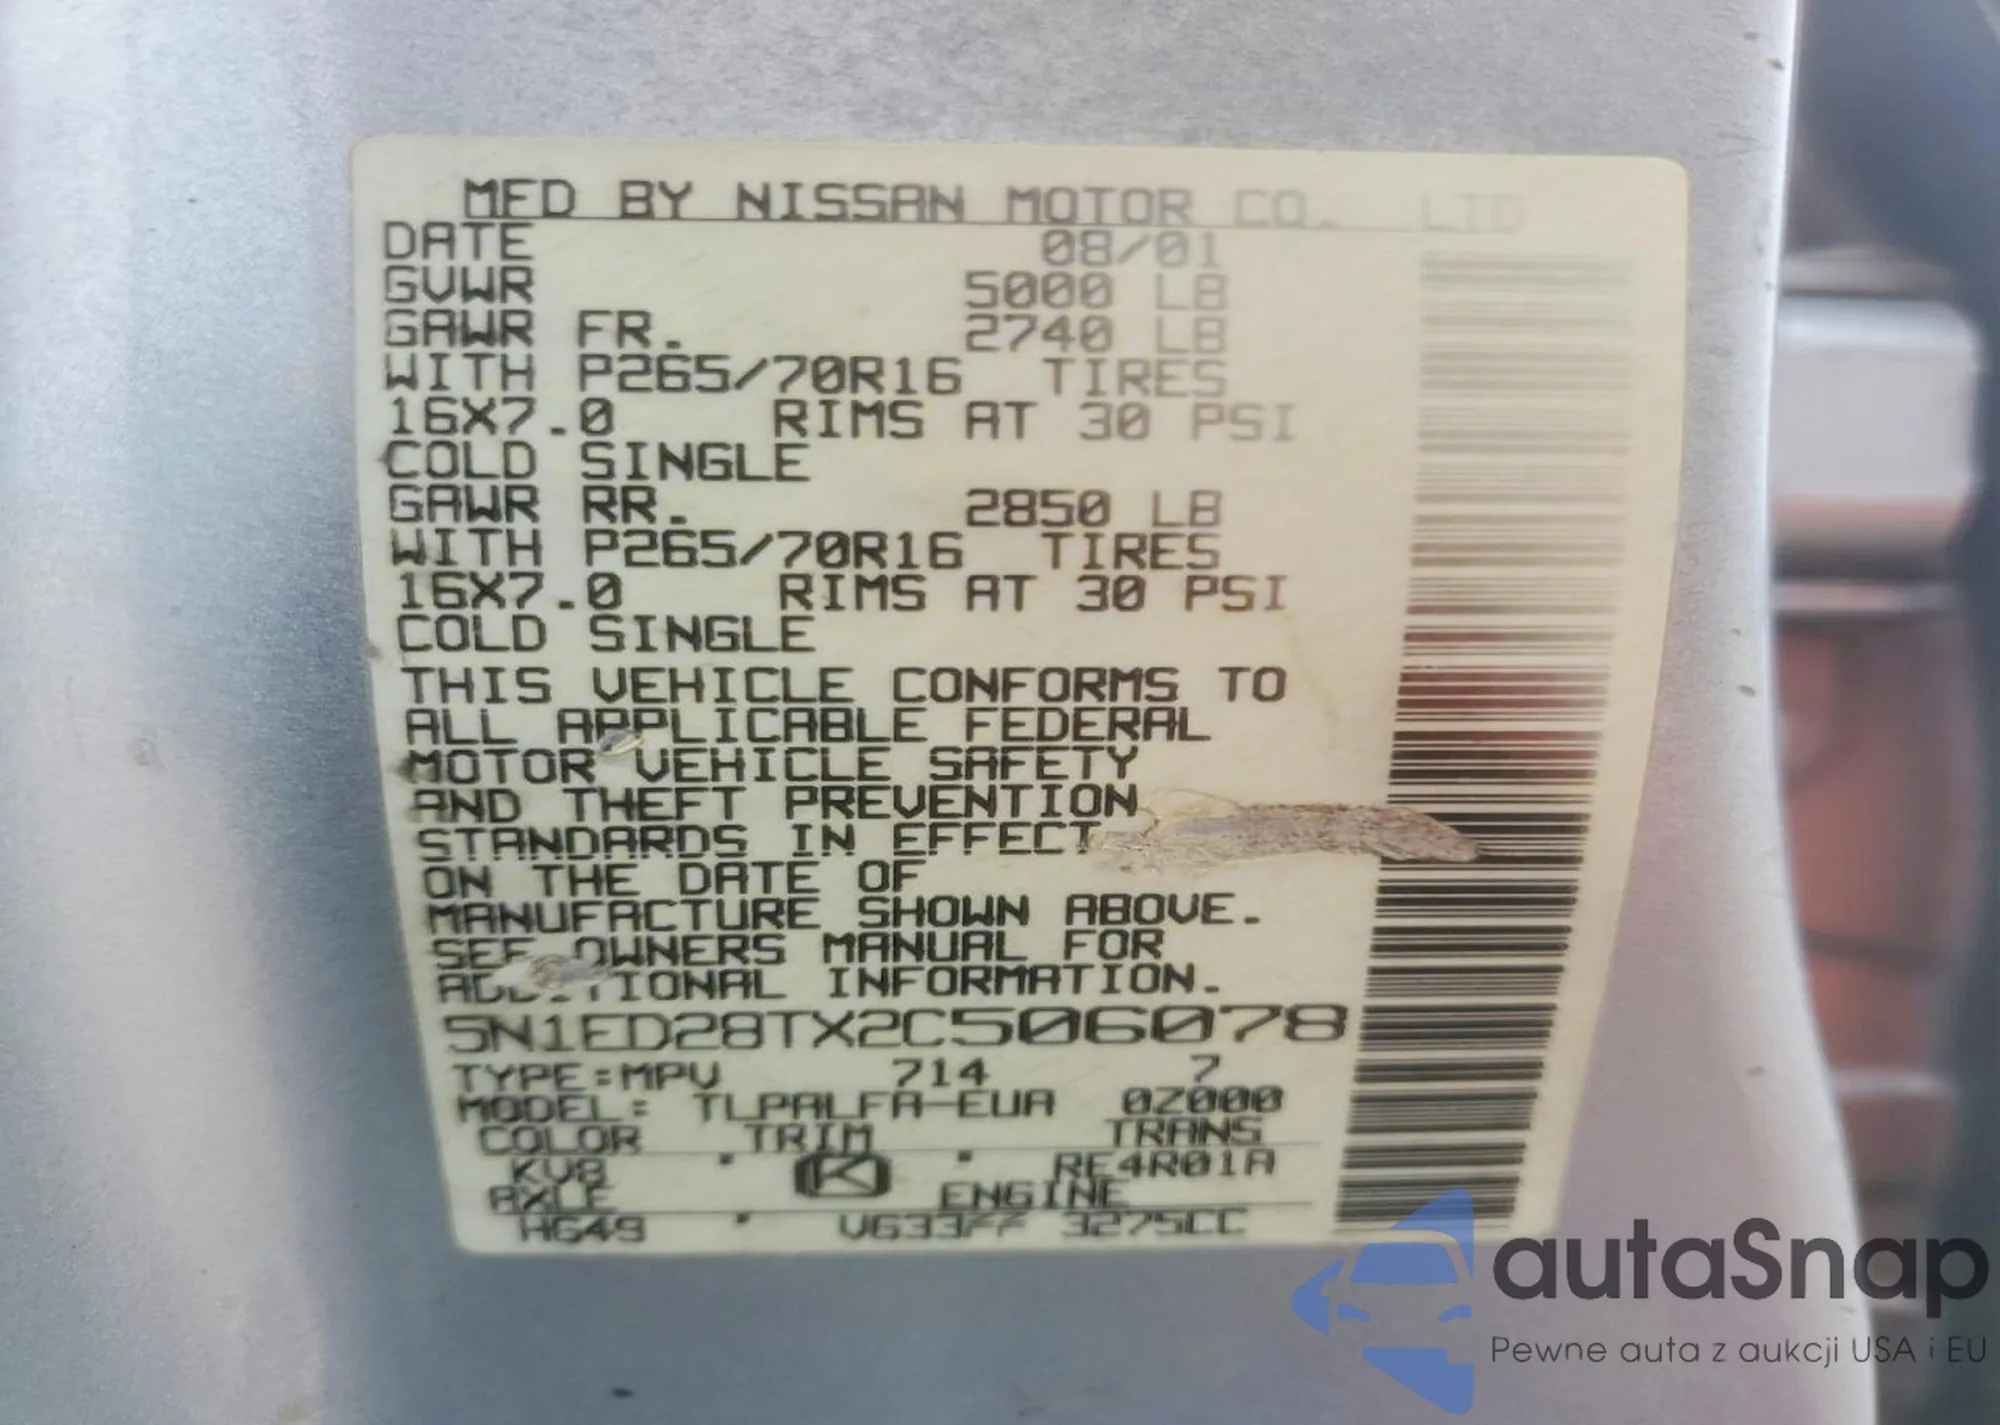 MFD BY NISSAN MOTOR CO. LTD
DATE 08/01
GVWR 5000 LB
GAWR FR. 2740 LB
WITH P265/70R16 TIRES
16X7.0 RIMS AT 30 PSI
COLD SINGLE
GAWR RR. 2850 LB
WITH P265/70R16 TIRES
16X7.0 RIMS AT 30 PSI
COLD SINGLE
THIS VEHICLE CONFORMS TO
ALL APPLICABLE FEDERAL
MOTOR VEHICLE SAFETY
AND THEFT PREVENTION
STANDARDS IN EFFECT
ON THE DATE OF
MANUFACTURE SHOWN ABOVE.
SEE OWNERS MANUAL FOR
ADDITIONAL INFORMATION.
5N1ED28TX2C506078
TYPE:MPV 714 7
MODEL: TLPALFA-EUA 0Z000
COLOR TRIM TRANS
KV8 K RE4R01A
AXLE ENGINE
HG49 3275CC
autaSnap
Pewne auta z aukcji USA i EU